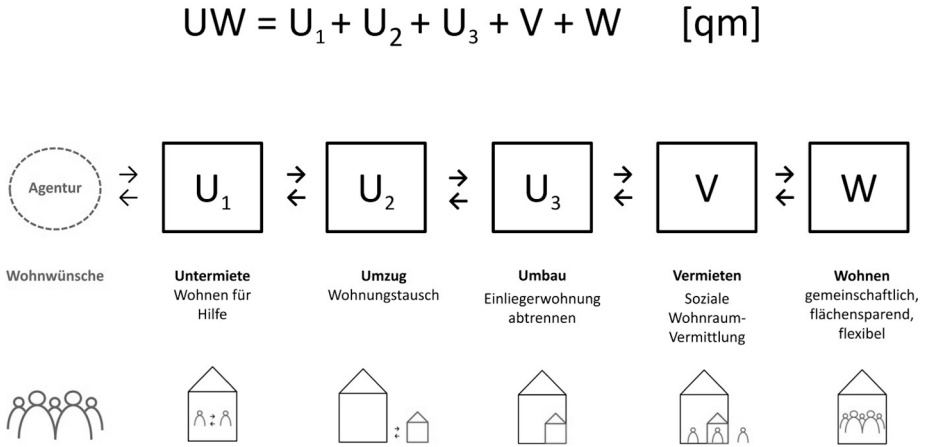 UW = U₁ + U₂ + U₃ + V + W [qm]
Agentur
U₁
U₂
U₃
V
W
Wohnwünsche
Untermiete
Wohnen für
Hilfe
Umzug
Wohnungstausch
Umbau
Einliegerwohnung
abtrennen
Vermieten
Soziale
Wohnraum-
Vermittlung
Wohnen
gemeinschaftlich,
flächensparend,
flexibel